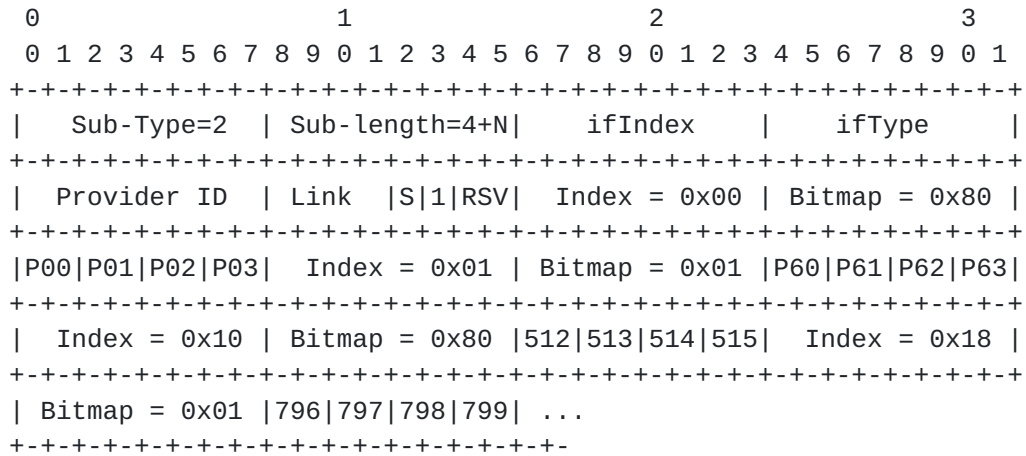 0                   1                   2                   3
 0 1 2 3 4 5 6 7 8 9 0 1 2 3 4 5 6 7 8 9 0 1 2 3 4 5 6 7 8 9 0 1
+-+-+-+-+-+-+-+-+-+-+-+-+-+-+-+-+-+-+-+-+-+-+-+-+-+-+-+-+-+-+-+-+
|   Sub-Type=2  | Sub-length=4+N|    ifIndex    |    ifType     |
+-+-+-+-+-+-+-+-+-+-+-+-+-+-+-+-+-+-+-+-+-+-+-+-+-+-+-+-+-+-+-+-+
|  Provider ID  | Link  |S|1|RSV|  Index = 0x00 | Bitmap = 0x80 |
+-+-+-+-+-+-+-+-+-+-+-+-+-+-+-+-+-+-+-+-+-+-+-+-+-+-+-+-+-+-+-+-+
|P00|P01|P02|P03|  Index = 0x01 | Bitmap = 0x01 |P60|P61|P62|P63|
+-+-+-+-+-+-+-+-+-+-+-+-+-+-+-+-+-+-+-+-+-+-+-+-+-+-+-+-+-+-+-+-+
|  Index = 0x10 | Bitmap = 0x80 |512|513|514|515|  Index = 0x18 |
+-+-+-+-+-+-+-+-+-+-+-+-+-+-+-+-+-+-+-+-+-+-+-+-+-+-+-+-+-+-+-+-+
| Bitmap = 0x01 |796|797|798|799| ...
+-+-+-+-+-+-+-+-+-+-+-+-+-+-+-+-+-+-